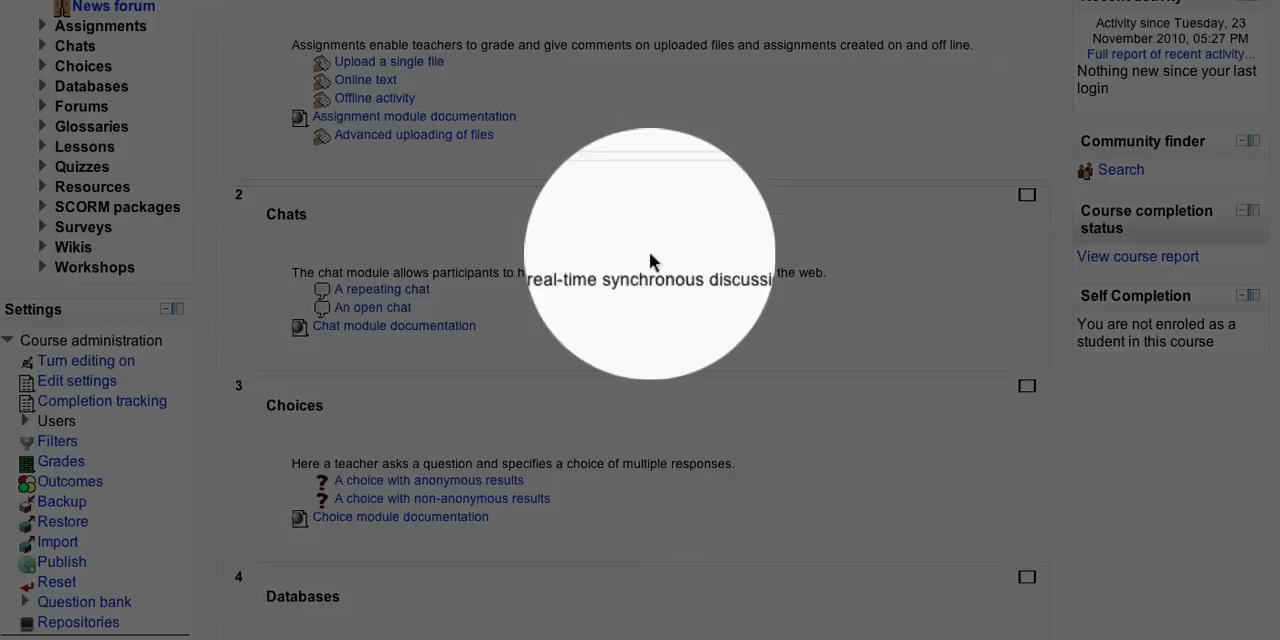 News forum
Assignments
Chats
Choices
Databases
Forums
Glossaries
Lessons
Quizzes
Resources
SCORM packages
Surveys
Wikis
Workshops
Settings
Course administration
Turn editing on
Edit settings
Completion tracking
Users
Filters
Grades
Outcomes
Backup
Restore
Import
Publish
Reset
Question bank
Repositories
Assignments enable teachers to grade and give comments on uploaded files and assignments created on and off line.
Upload a single file
Online text
Offline activity
Assignment module documentation
Advanced uploading of files
2
Chats
The chat module allows participants to h real-time synchronous discussi the web.
A repeating chat
An open chat
Chat module documentation
3
Choices
Here a teacher asks a question and specifies a choice of multiple responses.
A choice with anonymous results
A choice with non-anonymous results
Choice module documentation
4
Databases
Activity since Tuesday, 23
November 2010, 05:27 PM
Full report of recent activity...
Nothing new since your last
login
Community finder
Search
Course completion
status
View course report
Self Completion
You are not enroled as a
student in this course